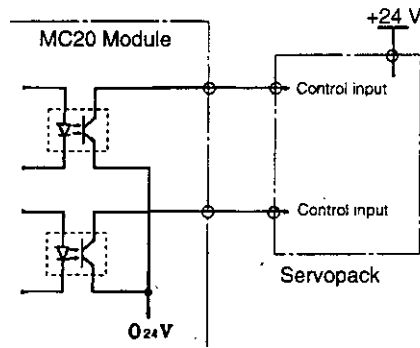 +24 V
MC20 Module
Control input
Control input
Servopack
024V